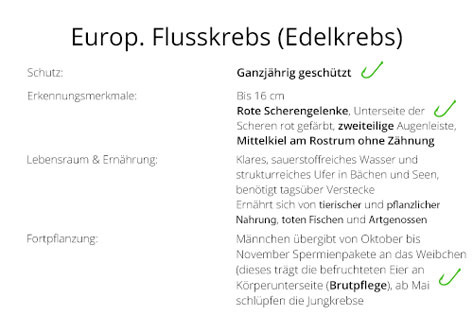 Europ. Flusskrebs (Edelkrebs)
Schutz: Ganzjährig geschützt
Erkennungsmerkmale: Bis 16 cm
Rote Scherengelenke, Unterseite der
Scheren rot gefärbt, zweiteilige Augenleiste,
Mittelkiel am Rostrum ohne Zähnung
Lebensraum & Ernährung: Klares, sauerstoffreiches Wasser und
strukturreiches Ufer in Bächen und Seen,
benötigt tagsüber Verstecke
Ernährt sich von tierischer und pflanzlicher
Nahrung, toten Fischen und Artgenossen
Fortpflanzung: Männchen übergibt von Oktober bis
November Spermienpakete an das Weibchen
(dieses trägt die befruchteten Eier an
Körperunterseite (Brutpflege), ab Mai
schlüpfen die Jungkrebse